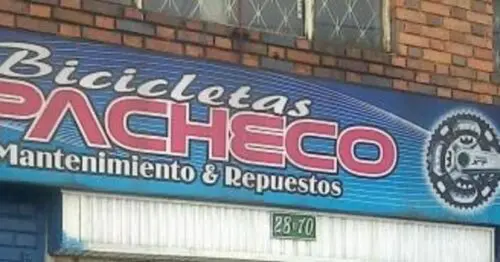 Bicicletas
PACHECO
Mantenimiento & Repuestos
28-70